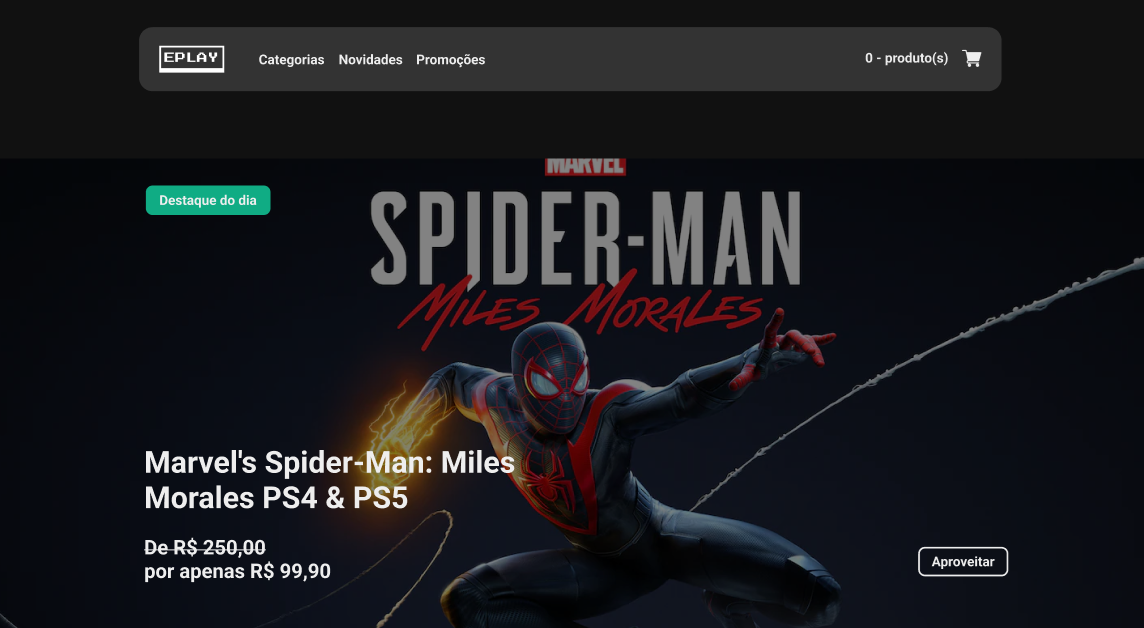 EPLAY
Categorias Novidades Promoções
0 - produto(s)
Destaque do dia
MARVEL
SPIDER-MAN
MILES MORALES
Marvel's Spider-Man: Miles
Morales PS4 & PS5
De R$ 250,00
por apenas R$ 99,90
Aproveitar